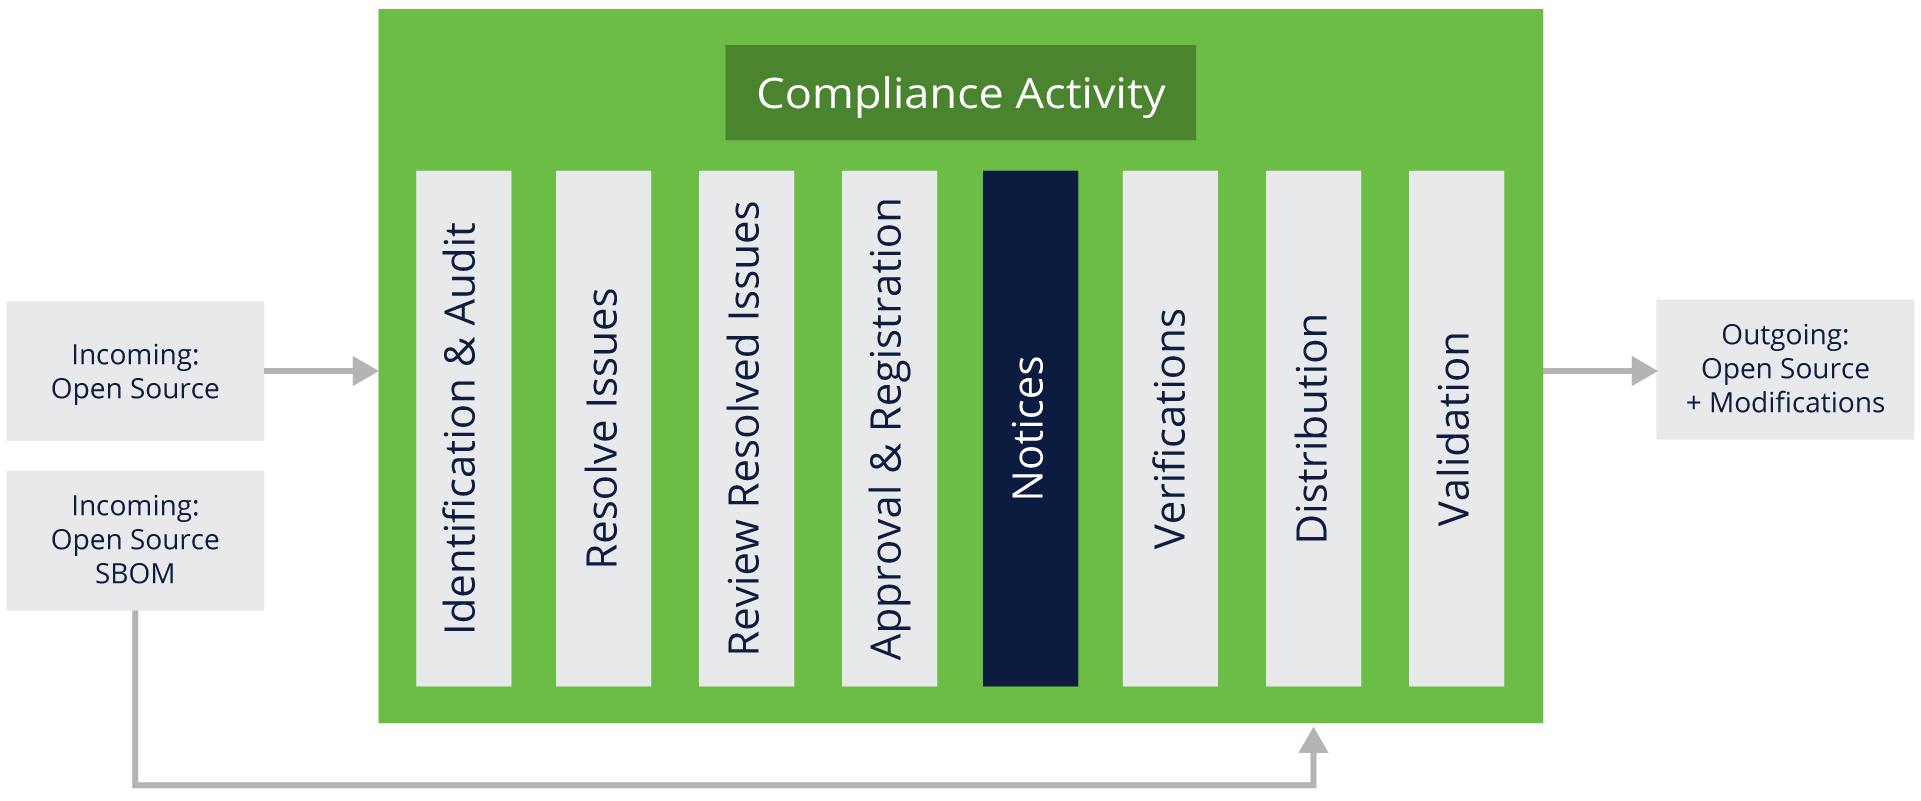 Compliance Activity
Incoming:
Open Source
Incoming:
Open Source
SBOM
Identification & Audit
Resolve Issues
Review Resolved Issues
Approval & Registration
Notices
Verifications
Distribution
Validation
Outgoing:
Open Source
+ Modifications